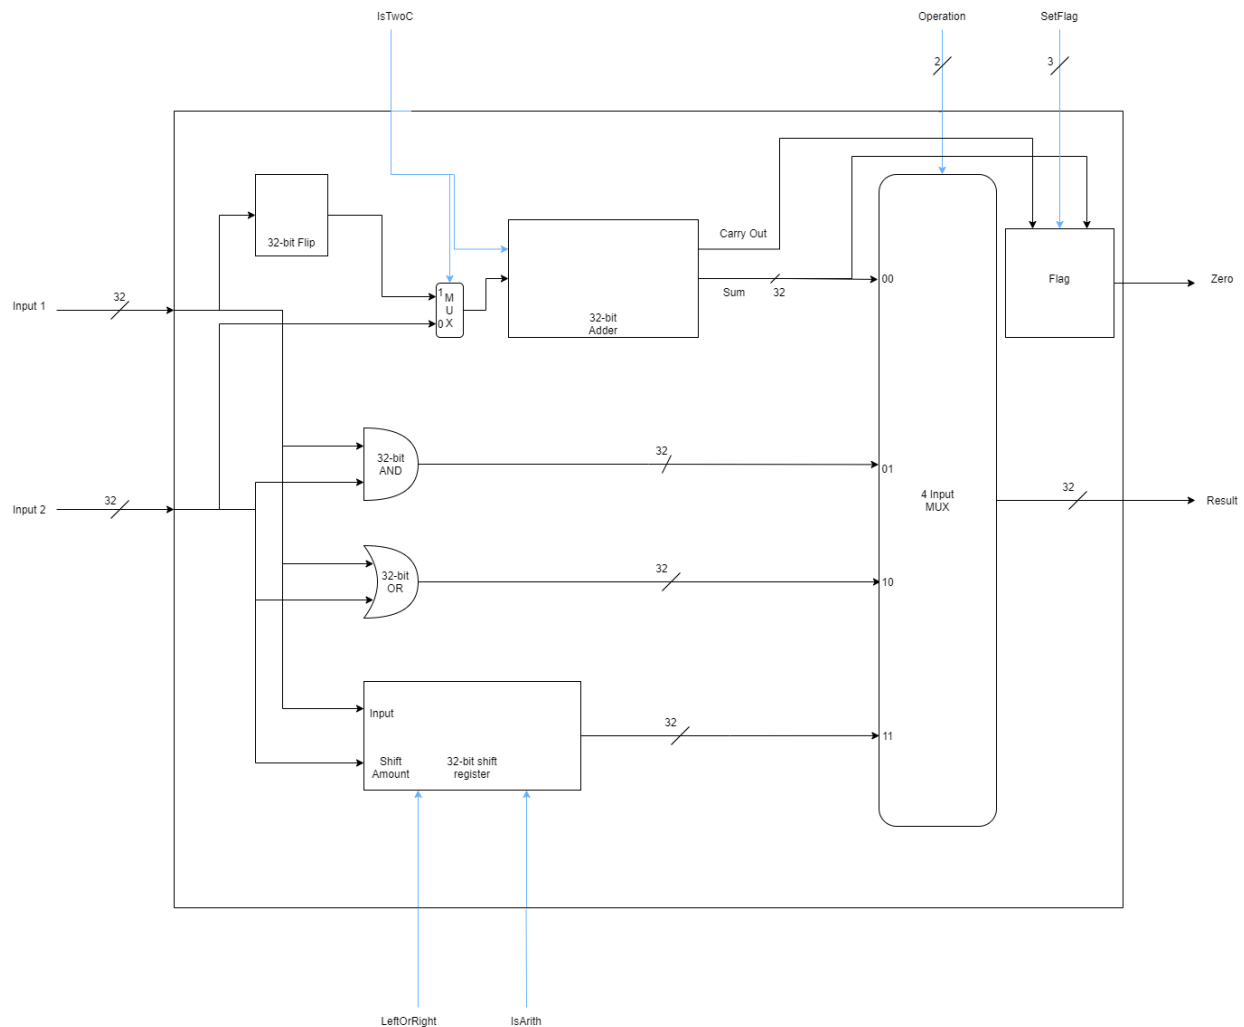 IsTwoC
Operation
SetFlag
2
3
32-bit Flip
Carry Out
Input 1
32
1
M
U
0
X
32-bit
Adder
Sum
32
00
Flag
Zero
32-bit
AND
32
01
Input 2
32
4 Input
MUX
32
Result
32-bit
OR
32
10
Input
Shift
Amount
32-bit shift
register
32
11
LeftOrRight
IsArith